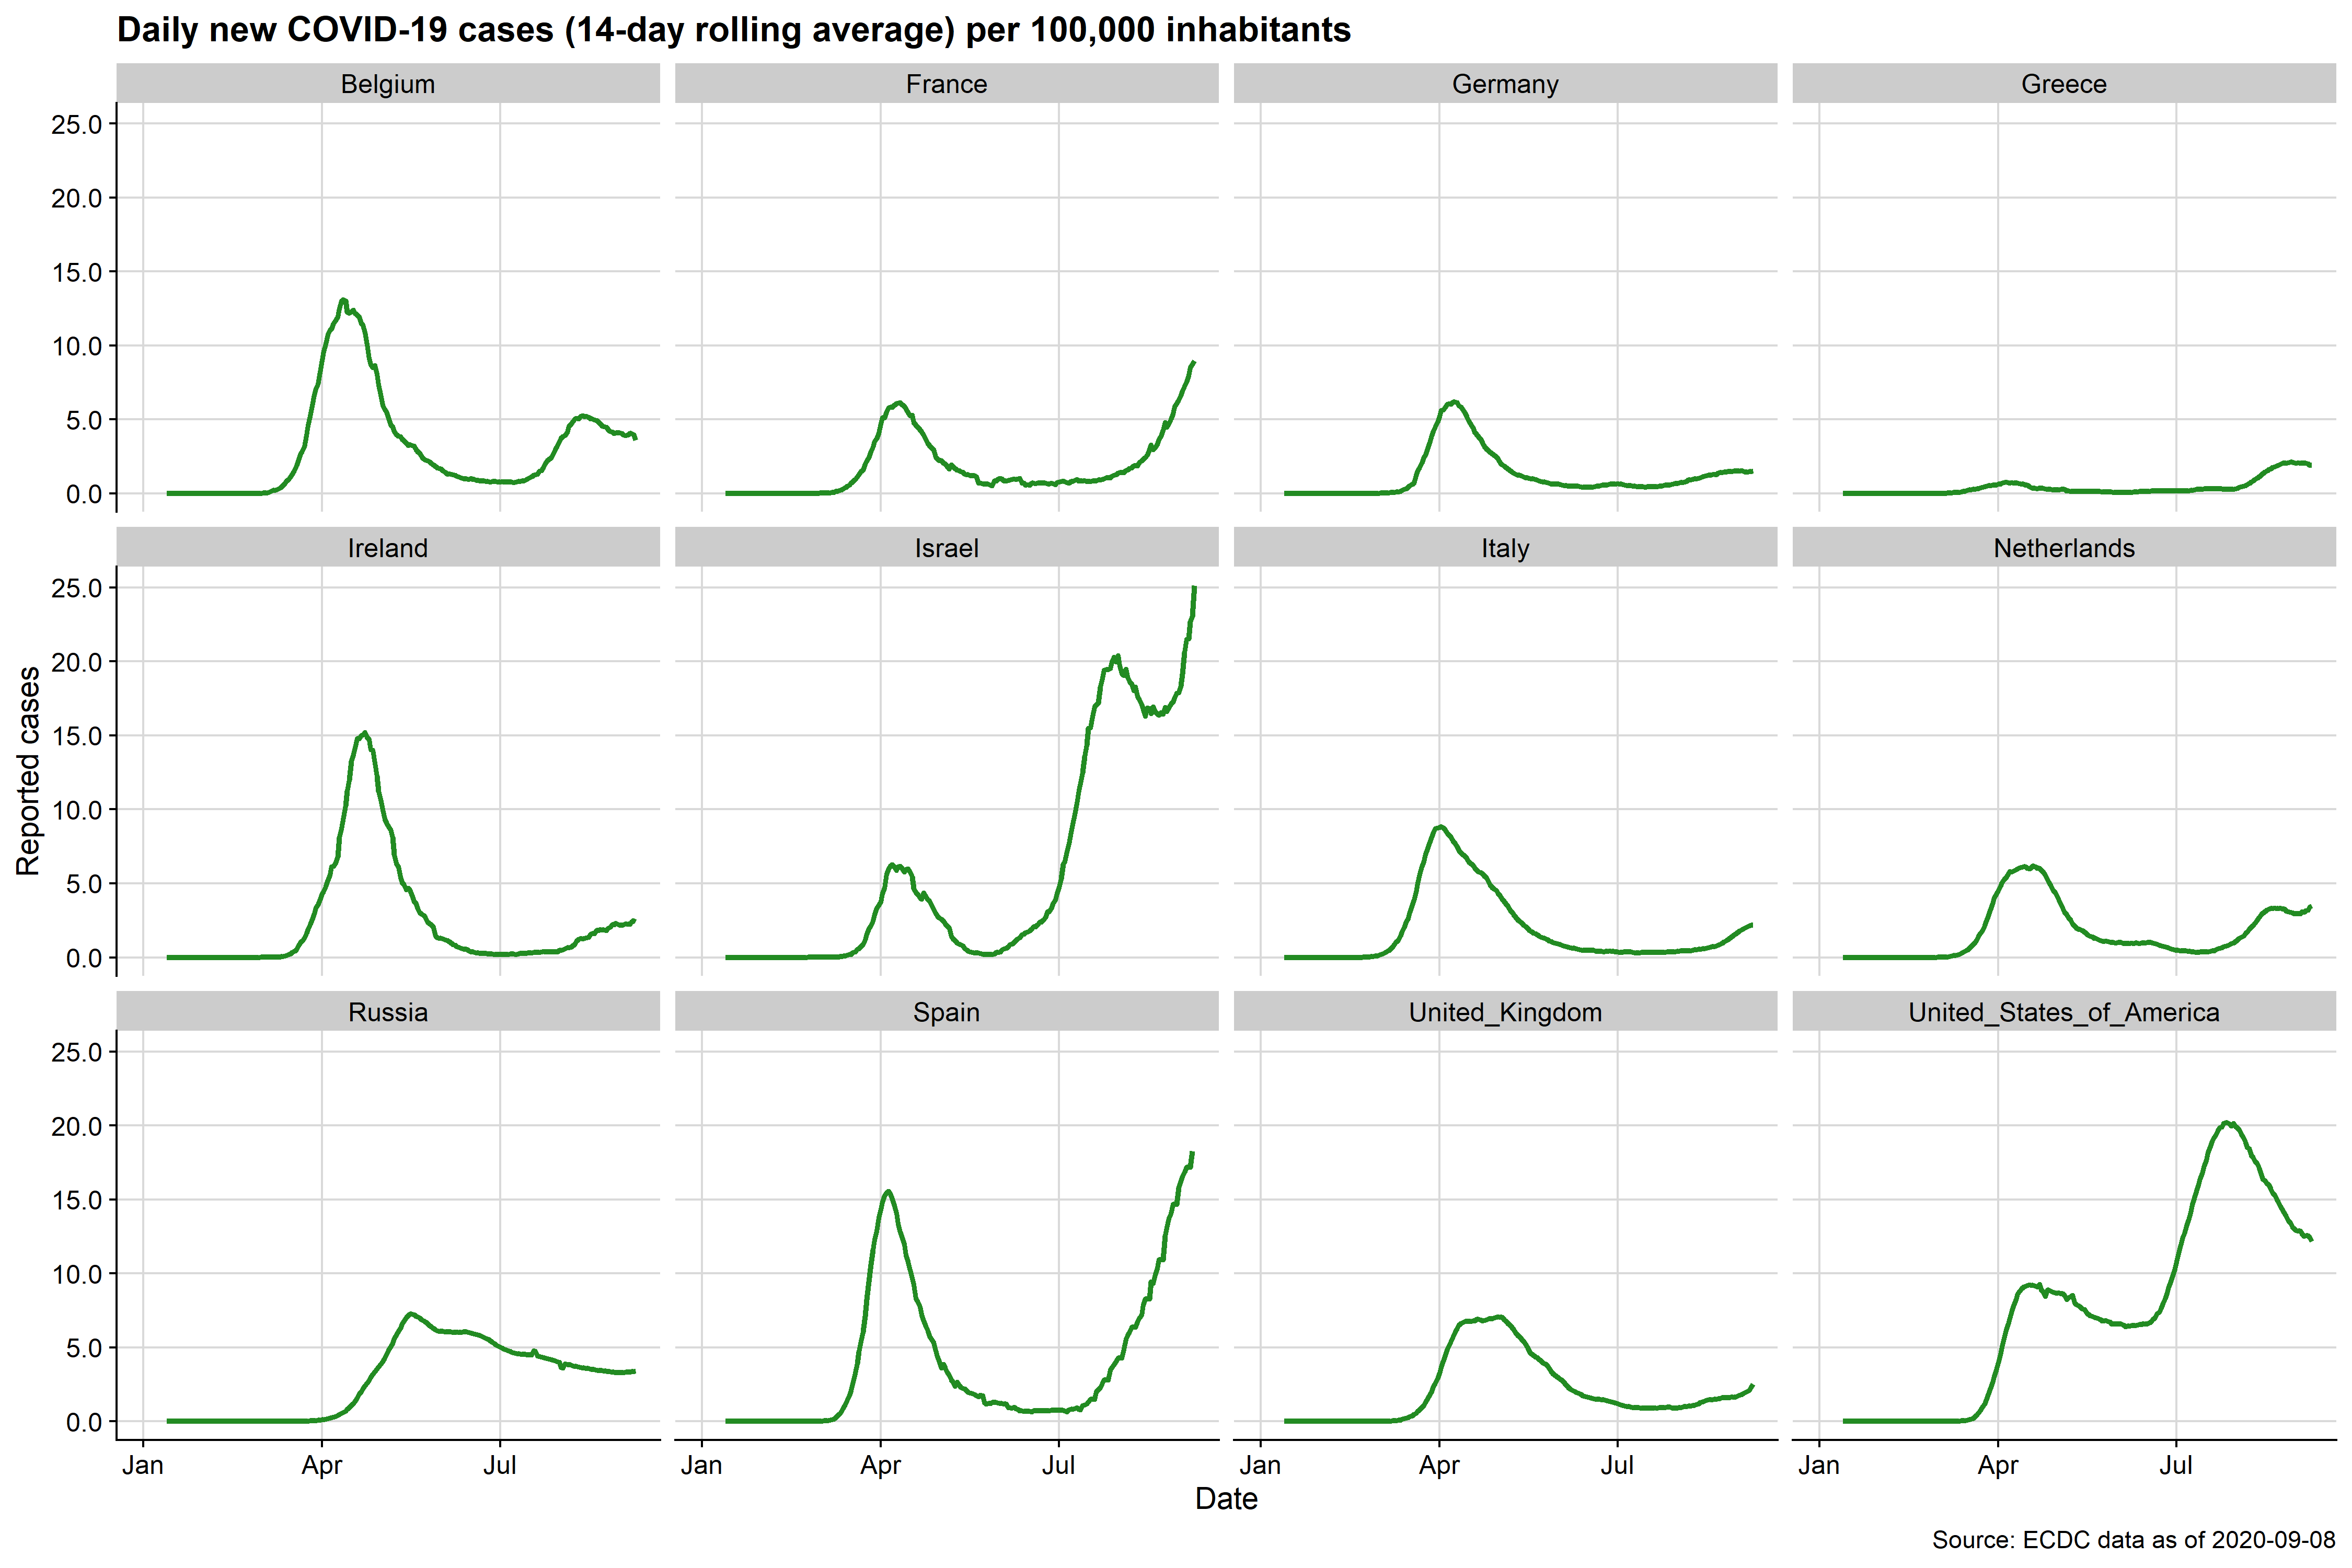 Daily new COVID-19 cases (14-day rolling average) per 100,000 inhabitants
Belgium France Germany Greece
25.0
20.0
15.0
10.0
5.0
0.0
Ireland Israel Italy Netherlands
25.0
20.0
15.0
10.0
5.0
0.0
Reported cases
Russia Spain United_Kingdom United_States_of_America
25.0
20.0
15.0
10.0
5.0
0.0
Jan Apr Jul Jan Apr Jul Jan Apr Jul Jan Apr Jul
Date
Source: ECDC data as of 2020-09-08